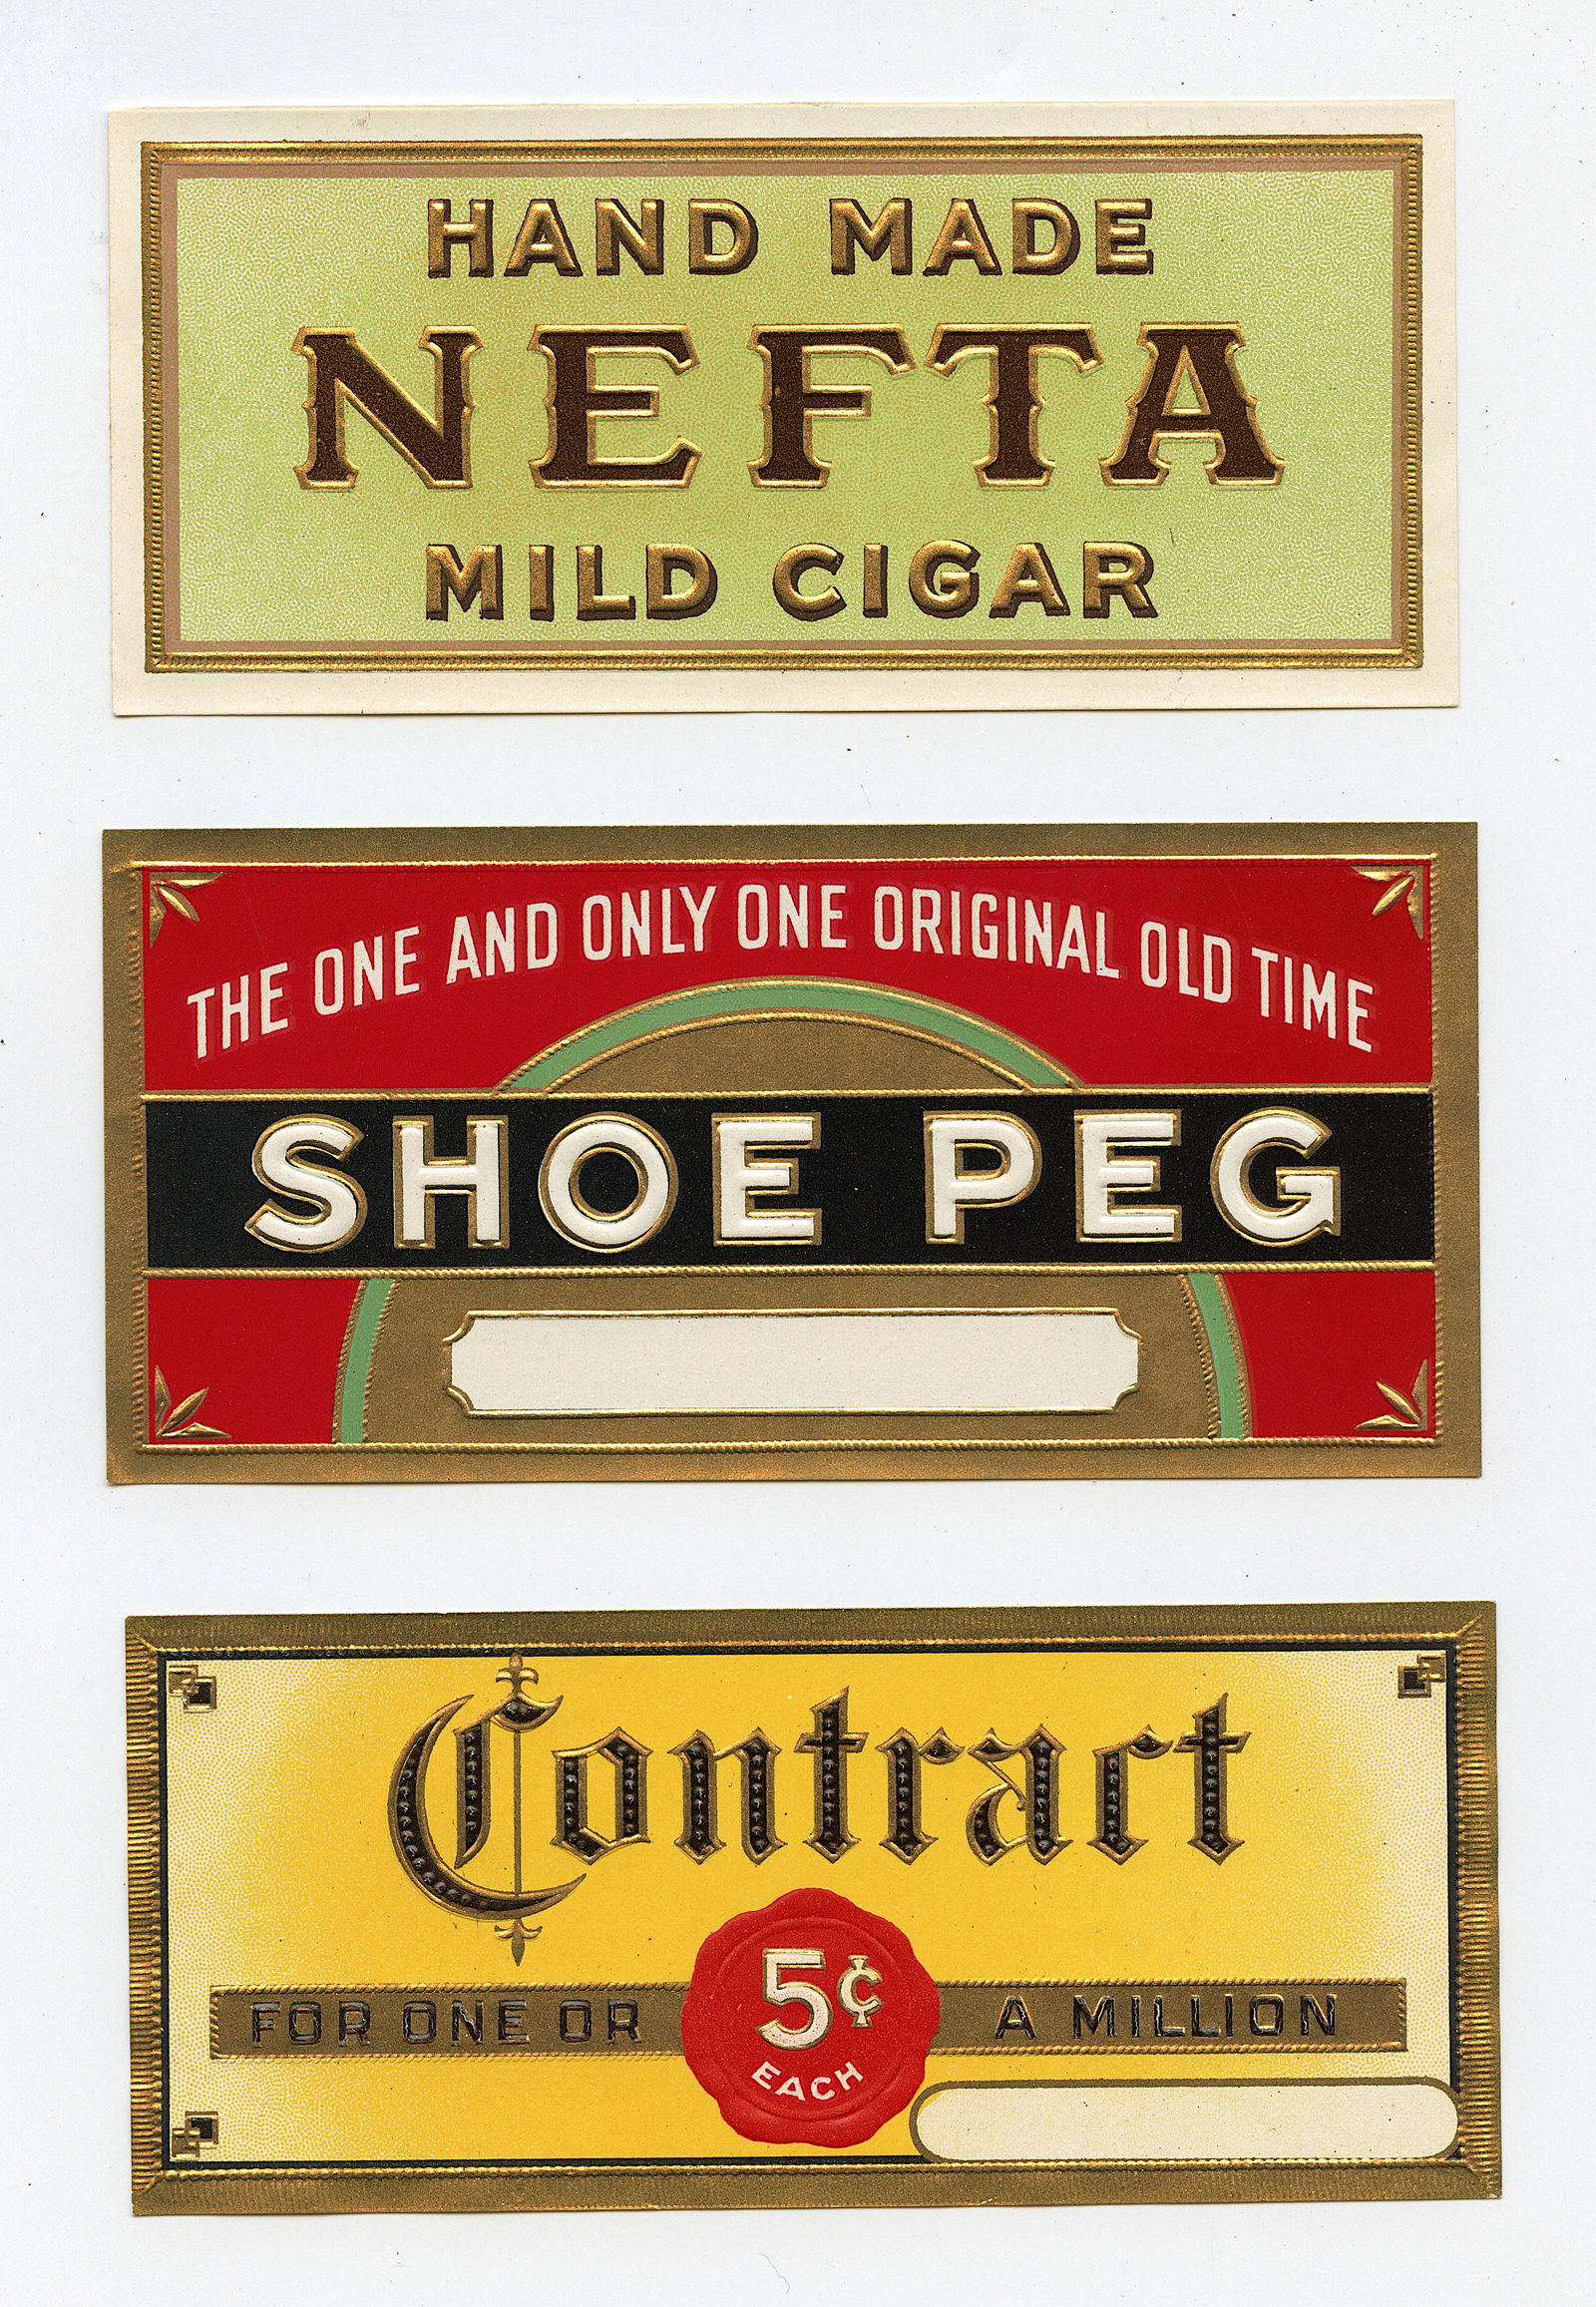 HAND MADE
NEFTA
MILD CIGAR
THE ONE AND ONLY ONE ORIGINAL OLD TIME
SHOE PEG
Contract
FOR ONE OR 5¢ A MILLION
EACH